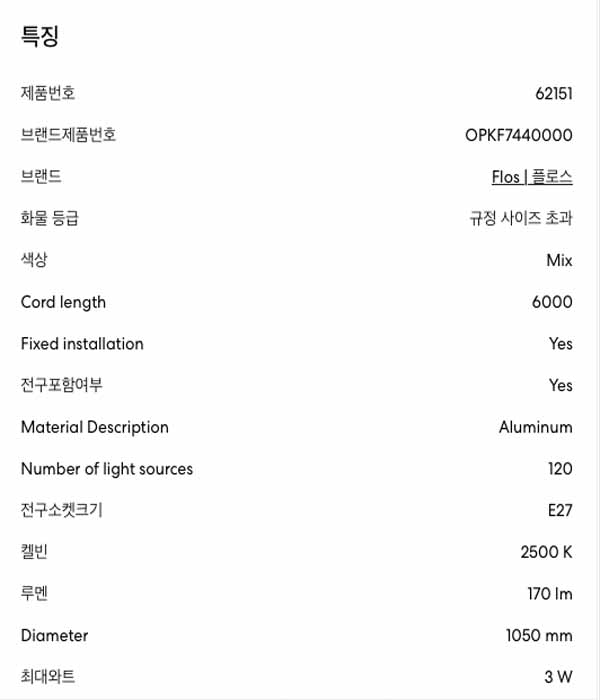 특징
제품번호 62151
브랜드제품번호 OPKF7440000
브랜드 Flos | 플로스
화물 등급 규정 사이즈 초과
색상 Mix
Cord length 6000
Fixed installation Yes
전구포함여부 Yes
Material Description Aluminum
Number of light sources 120
전구소켓크기 E27
켈빈 2500 K
루멘 170 lm
Diameter 1050 mm
최대와트 3 W